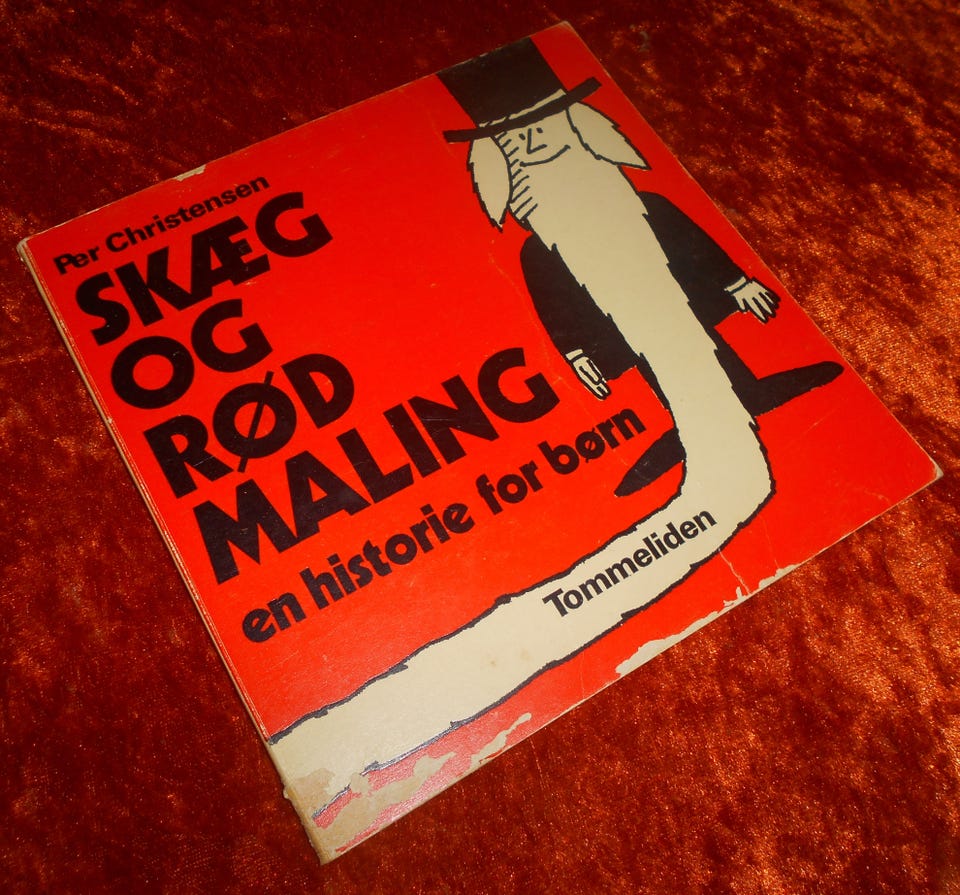 Per Christensen
SKÆG
OG
RØD
MALING
en historie for børn
Tommeliden